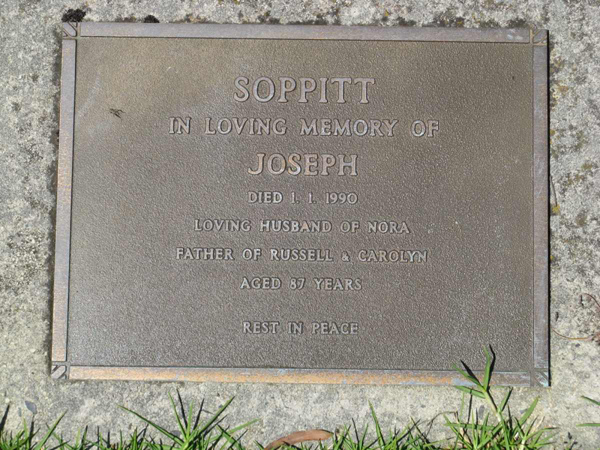 SOPPITT
IN LOVING MEMORY OF
JOSEPH
DIED 1. 1. 1990
LOVING HUSBAND OF NORA
FATHER OF RUSSELL & CAROLYN
AGED 87 YEARS
REST IN PEACE